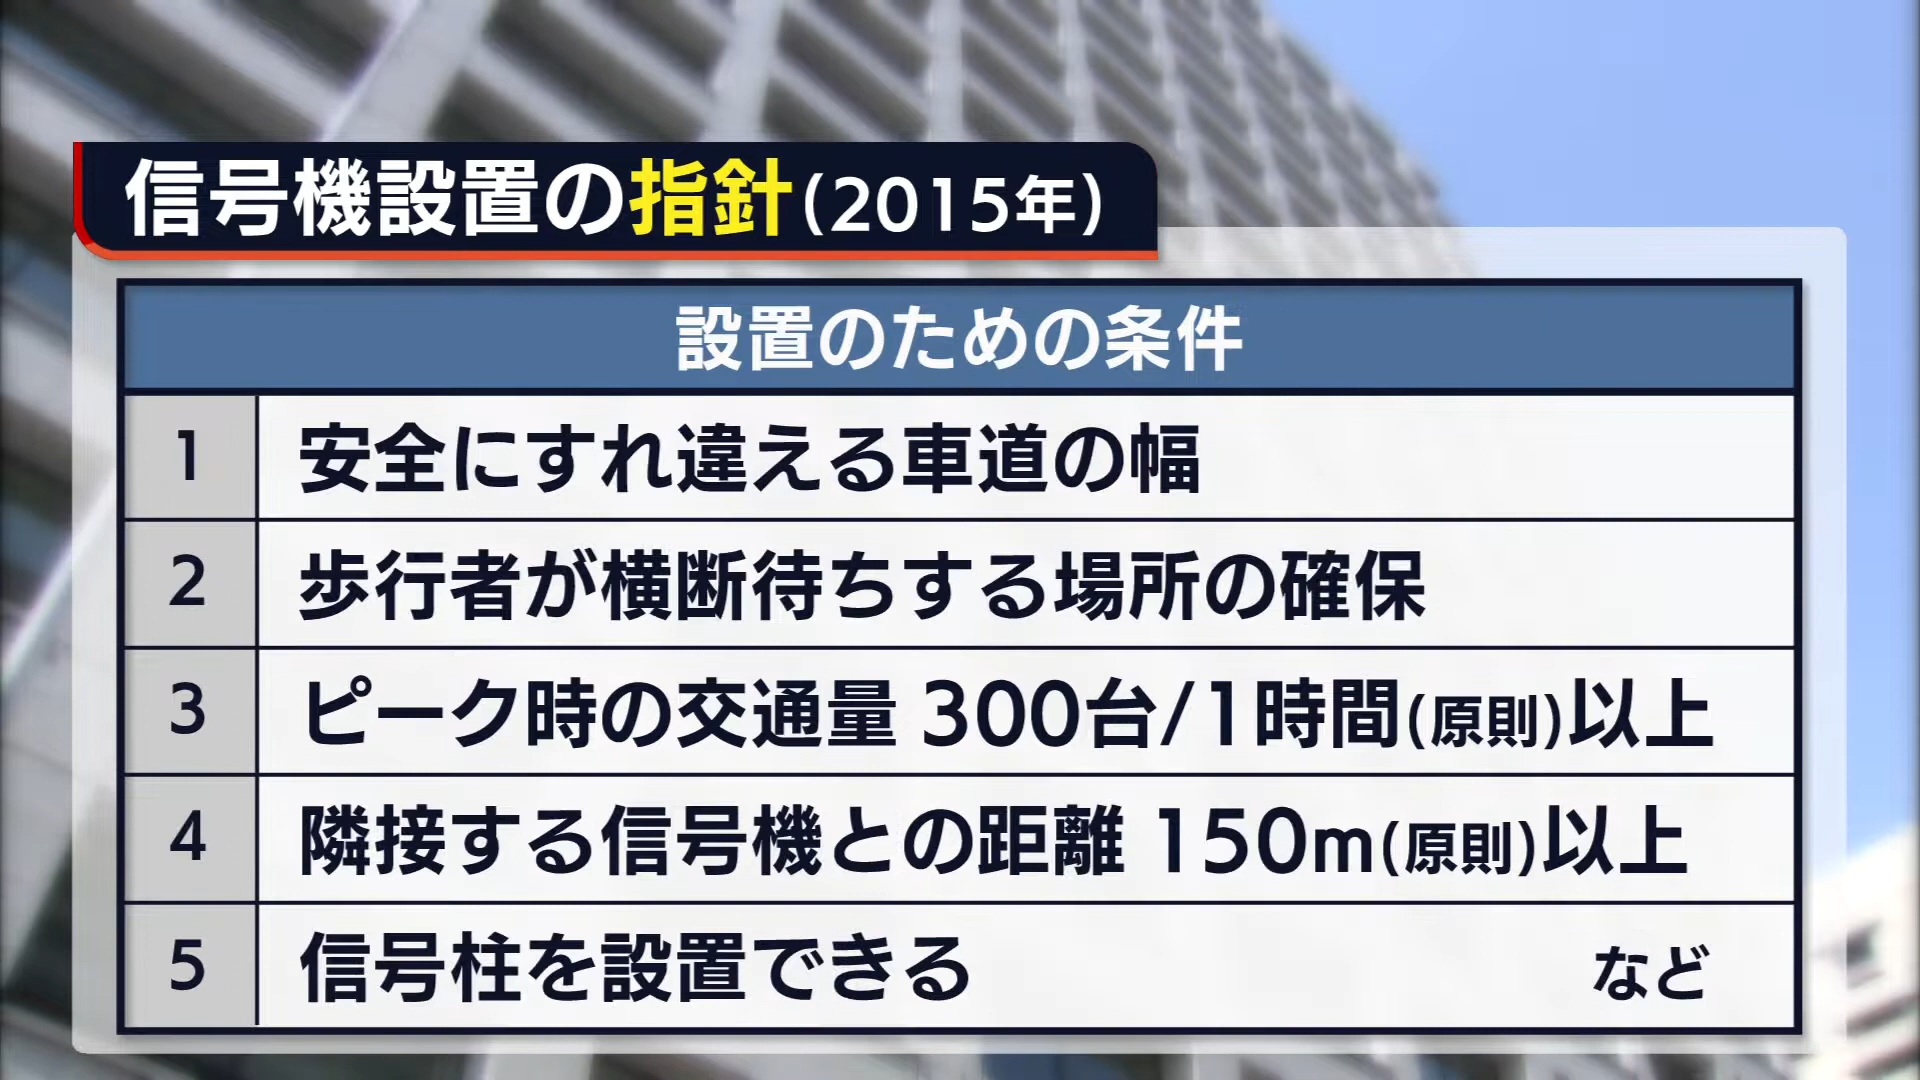 信号機設置の指針(2015年)
設置のための条件
1 安全にすれ違える車道の幅
2 歩行者が横断待ちする場所の確保
3 ピーク時の交通量 300台/1時間(原則)以上
4 隣接する信号機との距離 150m(原則)以上
5 信号柱を設置できる など